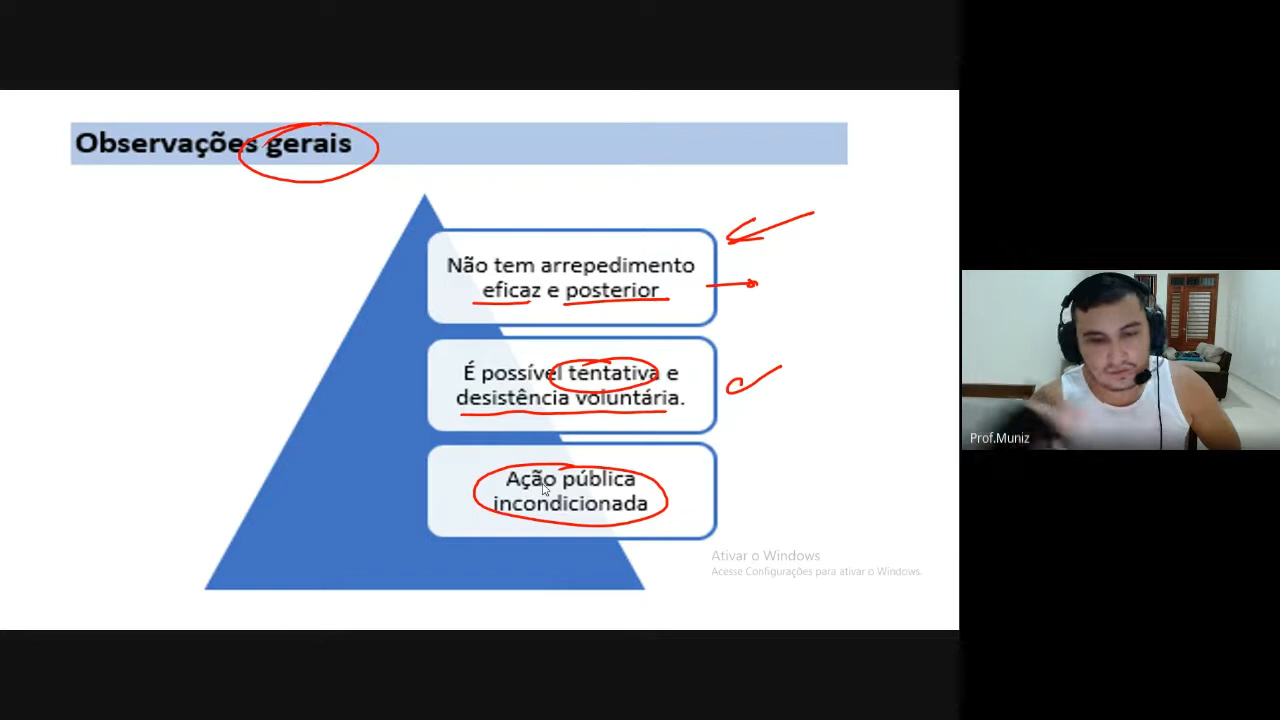 Observações gerais
Não tem arrepedimento
eficaz e posterior
É possível tentativa e
desistência voluntária.
Ação pública
incondicionada
Ativar o Windows
Acesse Configurações para ativar o Windows.
Prof.Muniz